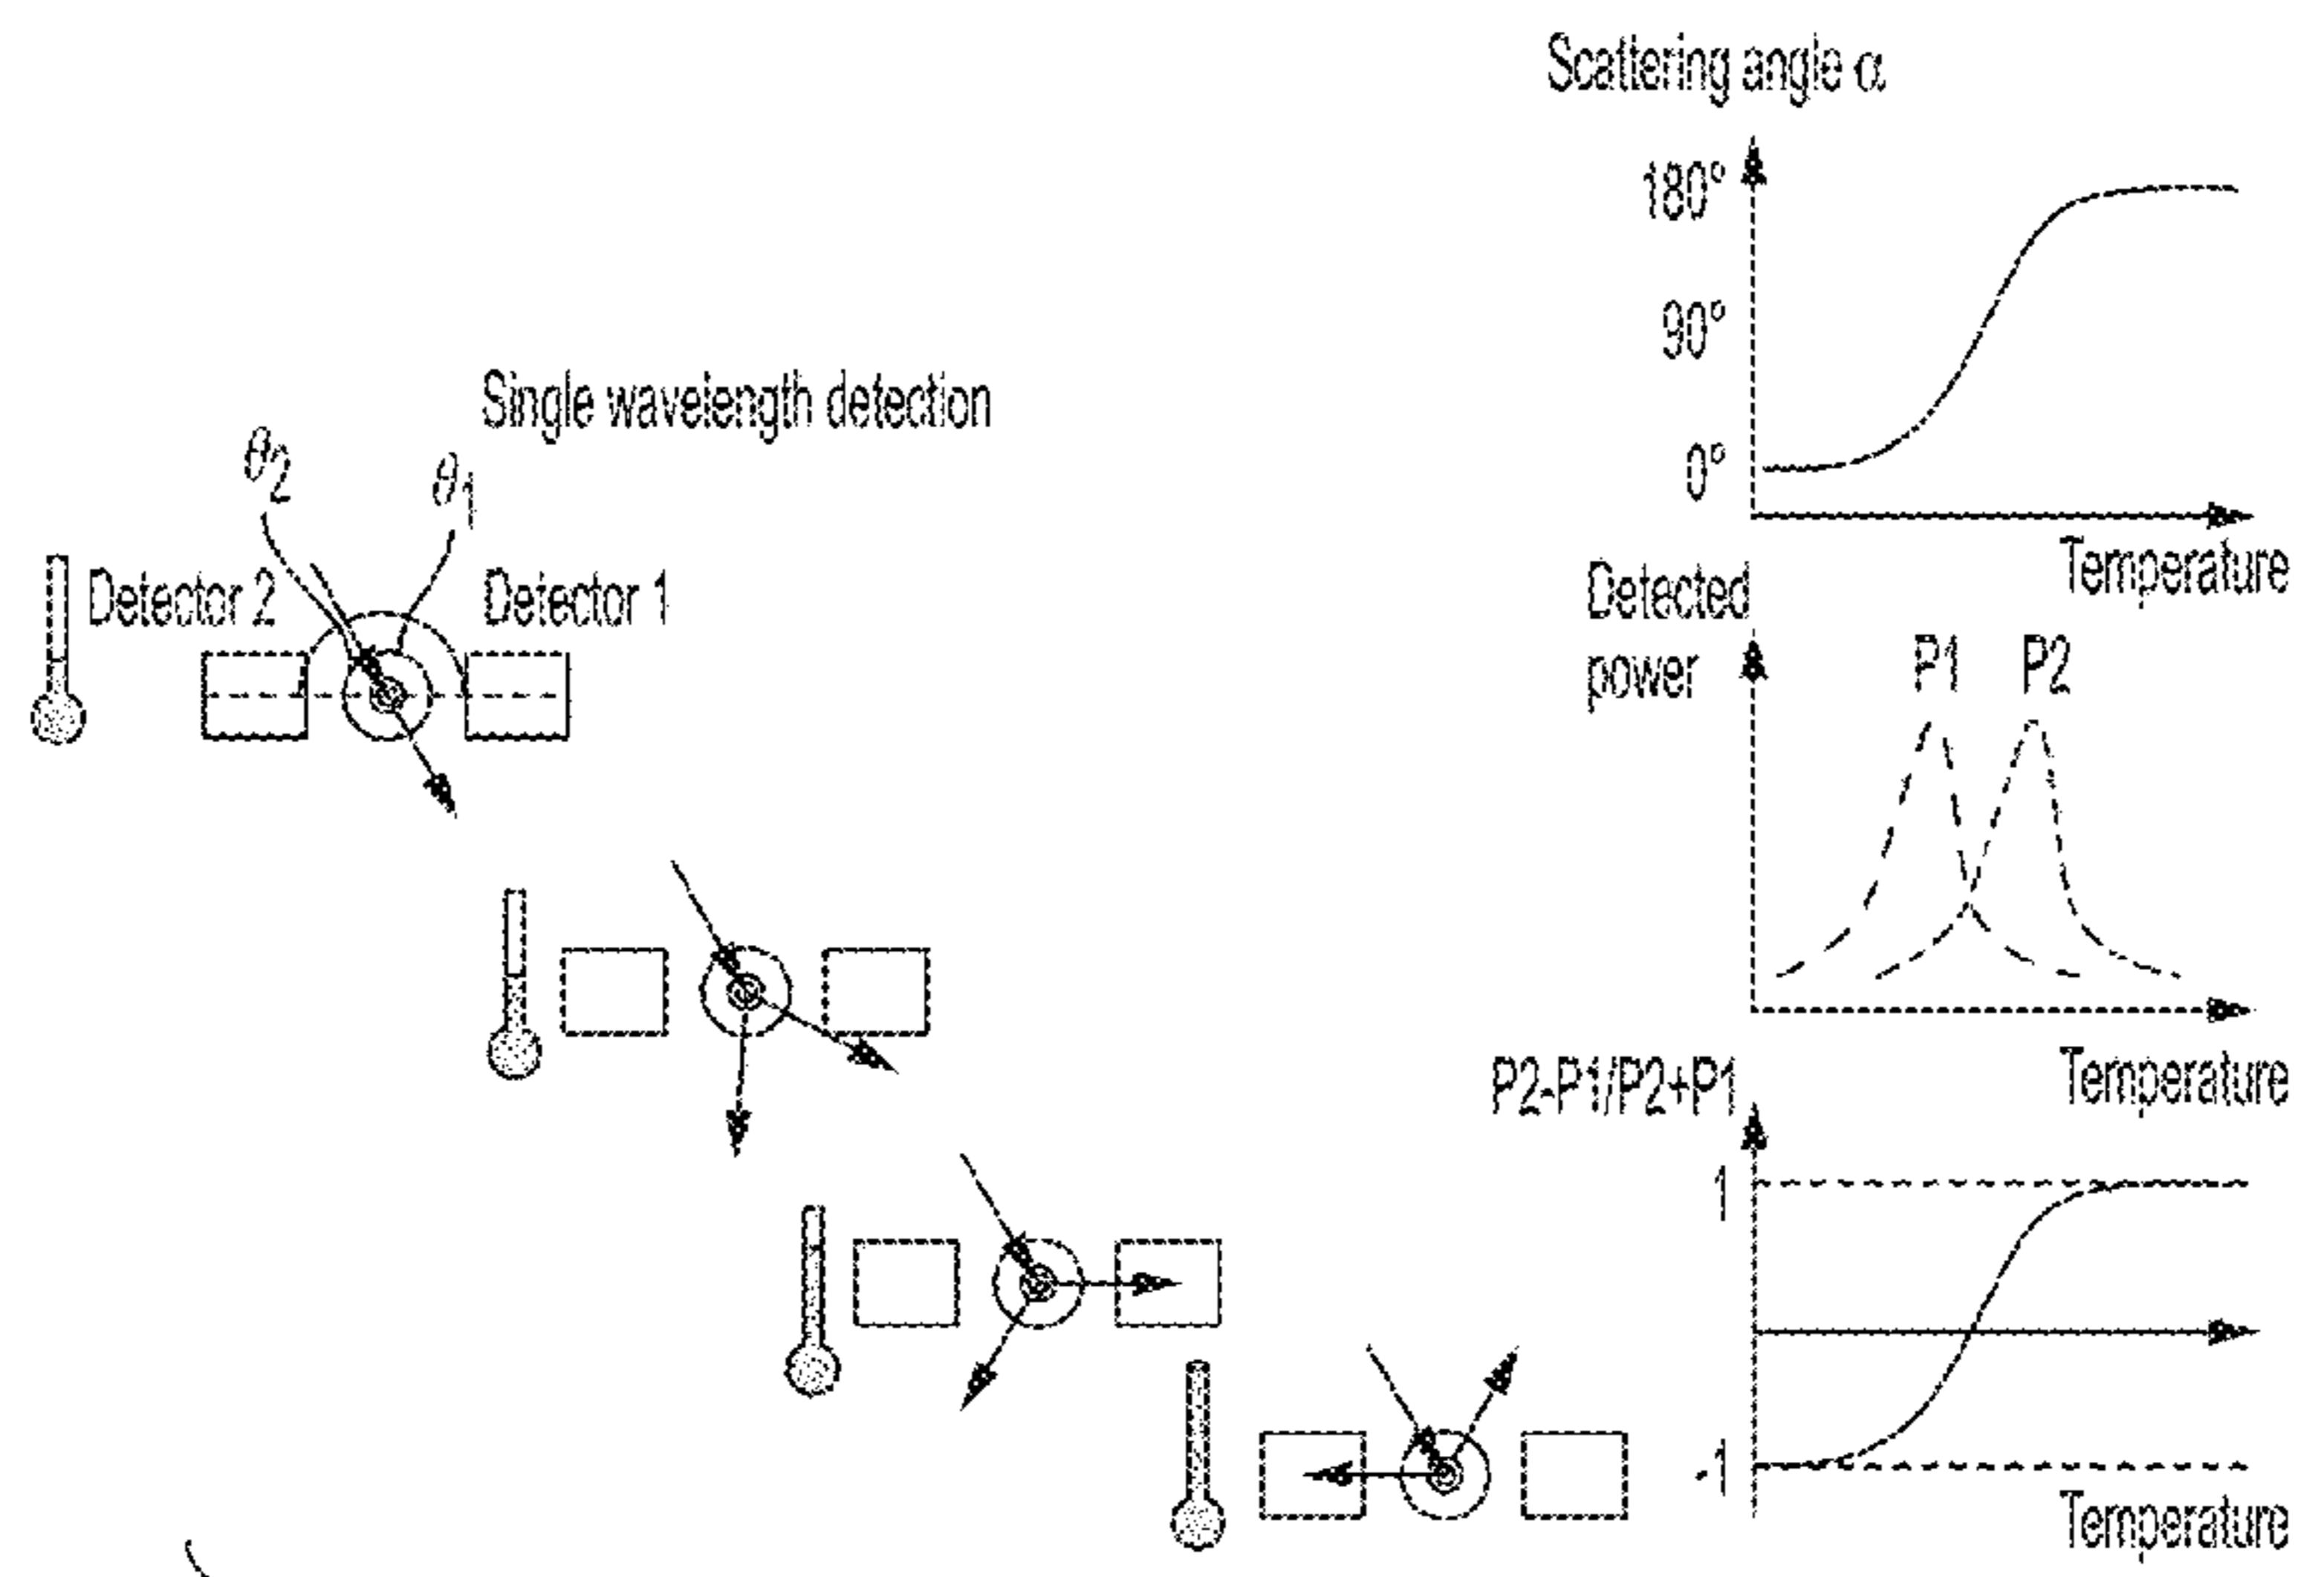 Scattering angle α
180°
90°
0°
Temperature
Single wavelength detection
θ2
θ1
Detector 2
Detector 1
Detected
power
P1
P2
Temperature
P2-P1/P2+P1
1
-1
Temperature